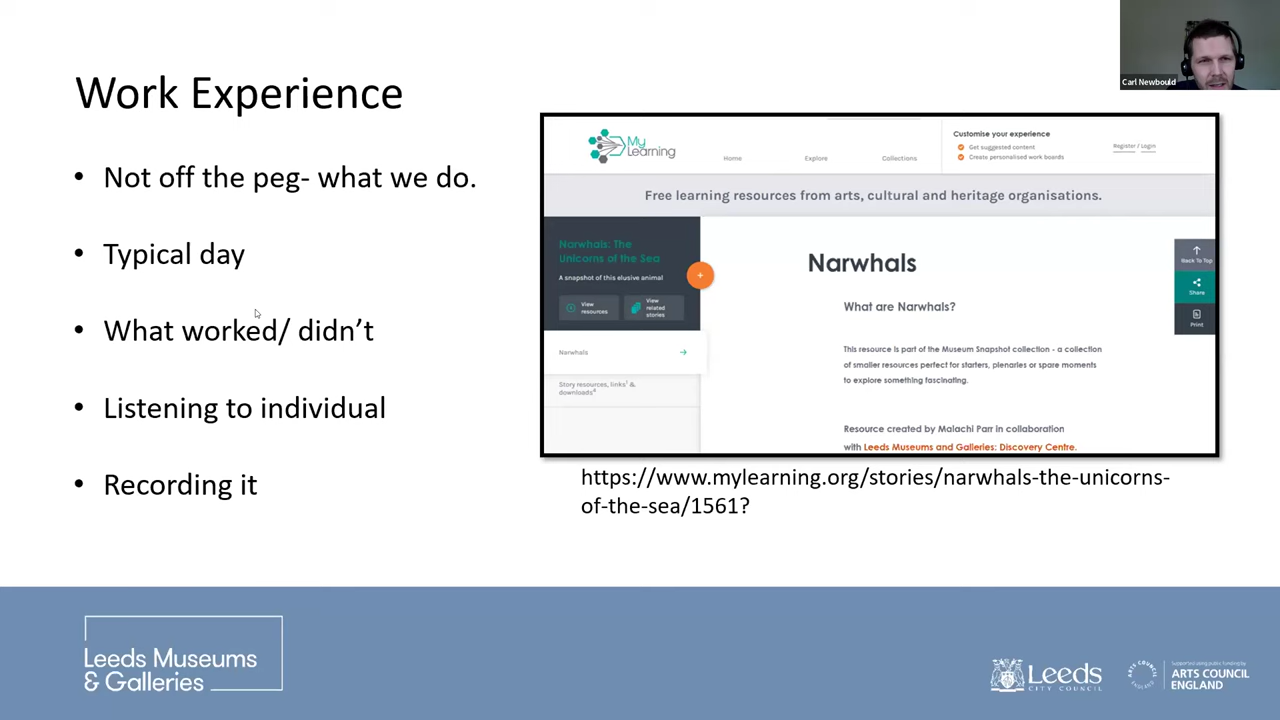 Work Experience
• Not off the peg- what we do.
• Typical day
• What worked/ didn’t
• Listening to individual
• Recording it
Carl Newbould
My
Learning
Home
Explore
Collections
Customise your experience
Get suggested content
Create personalised work boards
Register / Login
Free learning resources from arts, cultural and heritage organisations.
Narwhals: The
Unicorns of the Sea
A snapshot of this elusive animal
View
resources
View
related
stories
Narwhals
Story resources, links¹ &
downloads⁴
Narwhals
What are Narwhals?
This resource is part of the Museum Snapshot collection - a collection
of smaller resources perfect for starters, plenaries or spare moments
to explore something fascinating.
Resource created by Malachi Parr in collaboration
with Leeds Museums and Galleries: Discovery Centre.
Back To Top
Share
Print
https://www.mylearning.org/stories/narwhals-the-unicorns-
of-the-sea/1561?
Leeds Museums
& Galleries
Leeds
CITY COUNCIL
Supported using public funding by
ARTS COUNCIL
ENGLAND